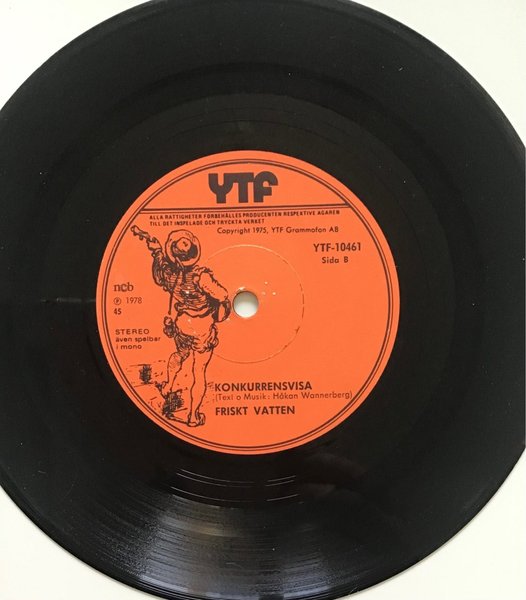 YTF
ALLA RÄTTIGHETER FÖRBEHÅLLES PRODUCENTEN RESPEKTIVE ÄGAREN
TILL DET INSPELADE OCH TRYCKTA VERKET
Copyright 1975, YTF Grammofon AB
YTF-10461
Sida B
ncb
℗ 1978
45
STEREO
även spelbar
i mono
KONKURRENSVISA
(Text o Musik: Håkan Wannerberg)
FRISKT VATTEN